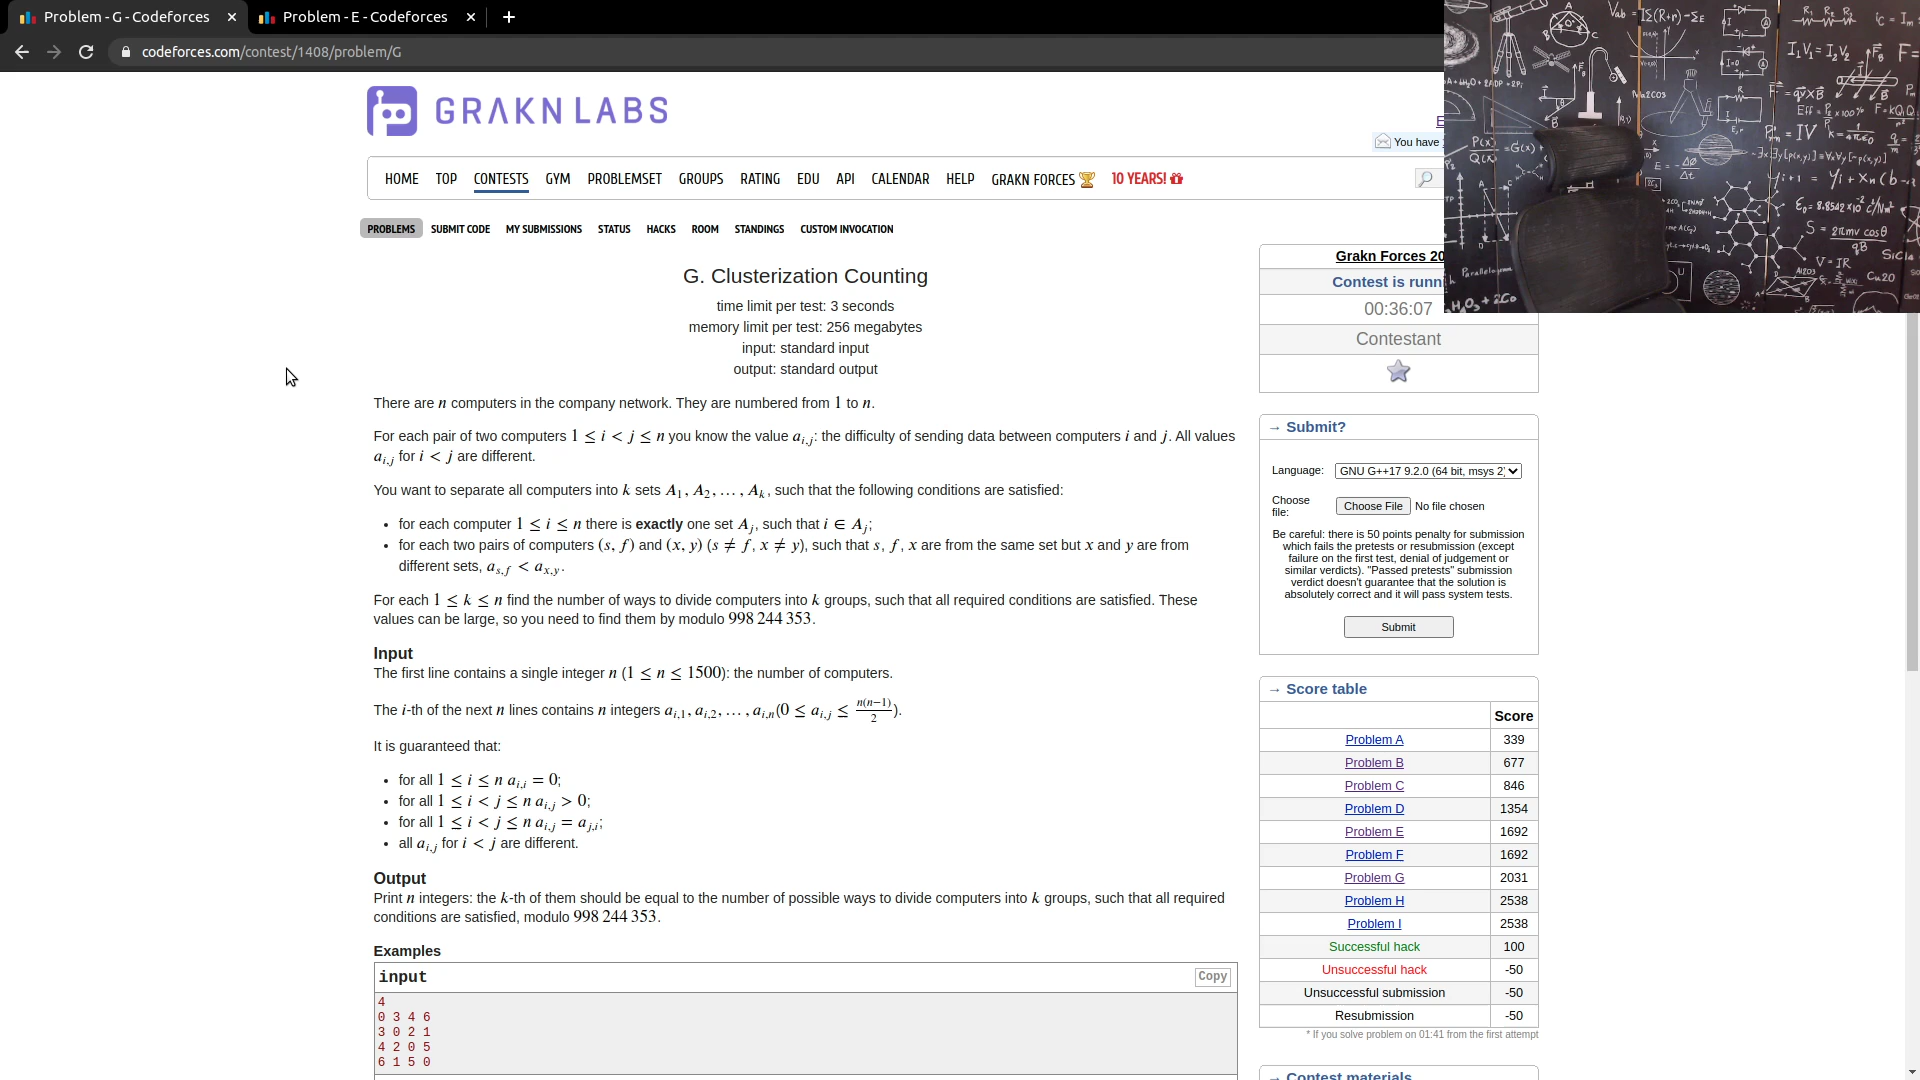 Problem - G - Codeforces
Problem - E - Codeforces
codeforces.com/contest/1408/problem/G
GRAKN LABS
E
You have
HOME TOP CONTESTS GYM PROBLEMSET GROUPS RATING EDU API CALENDAR HELP GRAKN FORCES 10 YEARS!
PROBLEMS SUBMIT CODE MY SUBMISSIONS STATUS HACKS ROOM STANDINGS CUSTOM INVOCATION
G. Clusterization Counting
time limit per test: 3 seconds
memory limit per test: 256 megabytes
input: standard input
output: standard output
There are n computers in the company network. They are numbered from 1 to n.
For each pair of two computers 1 ≤ i < j ≤ n you know the value a_{i,j}: the difficulty of sending data between computers i and j. All values
a_{i,j} for i < j are different.
You want to separate all computers into k sets A_1, A_2, …, A_k, such that the following conditions are satisfied:
• for each computer 1 ≤ i ≤ n there is exactly one set A_j, such that i ∈ A_j;
• for each two pairs of computers (s, f) and (x, y) (s ≠ f, x ≠ y), such that s, f, x are from the same set but x and y are from
different sets, a_{s,f} < a_{x,y}.
For each 1 ≤ k ≤ n find the number of ways to divide computers into k groups, such that all required conditions are satisfied. These
values can be large, so you need to find them by modulo 998 244 353.
Input
The first line contains a single integer n (1 ≤ n ≤ 1500): the number of computers.
The i-th of the next n lines contains n integers a_{i,1}, a_{i,2}, …, a_{i,n}(0 ≤ a_{i,j} ≤ n(n−1)/2).
It is guaranteed that:
• for all 1 ≤ i ≤ n a_{i,i} = 0;
• for all 1 ≤ i < j ≤ n a_{i,j} > 0;
• for all 1 ≤ i < j ≤ n a_{i,j} = a_{j,i};
• all a_{i,j} for i < j are different.
Output
Print n integers: the k-th of them should be equal to the number of possible ways to divide computers into k groups, such that all required
conditions are satisfied, modulo 998 244 353.
Examples
input
Copy
4
0 3 4 6
3 0 2 1
4 2 0 5
6 1 5 0
Grakn Forces 20
Contest is runn
00:36:07
Contestant
→ Submit?
Language: GNU G++17 9.2.0 (64 bit, msys 2)
Choose file: Choose File No file chosen
Be careful: there is 50 points penalty for submission
which fails the pretests or resubmission (except
failure on the first test, denial of judgement or
similar verdicts). "Passed pretests" submission
verdict doesn't guarantee that the solution is
absolutely correct and it will pass system tests.
Submit
→ Score table
Score
Problem A 339
Problem B 677
Problem C 846
Problem D 1354
Problem E 1692
Problem F 1692
Problem G 2031
Problem H 2538
Problem I 2538
Successful hack 100
Unsuccessful hack -50
Unsuccessful submission -50
Resubmission -50
* If you solve problem on 01:41 from the first attempt
→ Contest materials